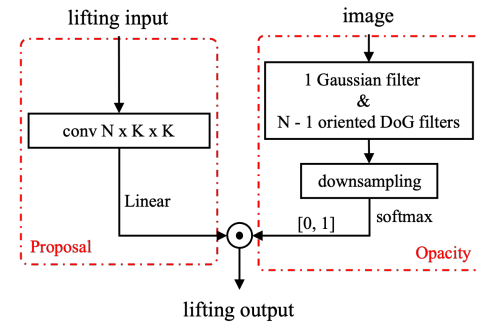 lifting input
image
1 Gaussian filter
&
N - 1 oriented DoG filters
conv N x K x K
downsampling
Linear
softmax
[0, 1]
Proposal
Opacity
lifting output